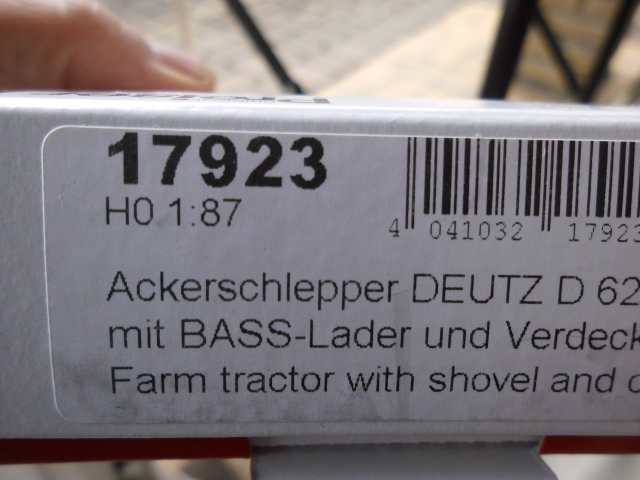 17923
H0 1:87
4 041032 17923
Ackerschlepper DEUTZ D 62
mit BASS-Lader und Verdeck
Farm tractor with shovel and